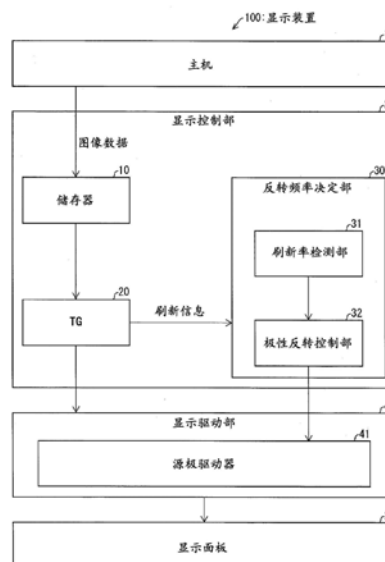 100:显示装置
主机
显示控制部
图像数据
10
储存器
30
反转频率决定部
31
刷新率检测部
20
TG
刷新信息
32
极性反转控制部
显示驱动部
41
源极驱动器
显示面板